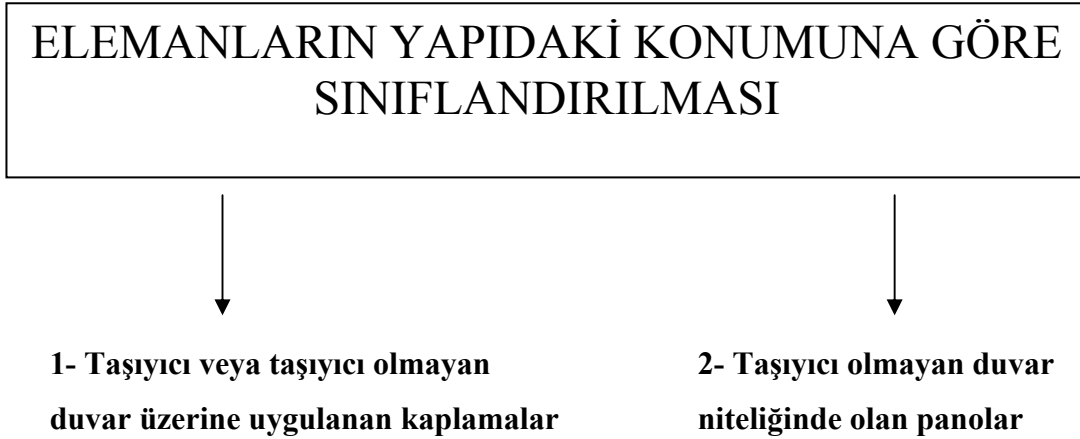 ELEMANLARIN YAPIDAKİ KONUMUNA GÖRE
SINIFLANDIRILMASI
1- Taşıyıcı veya taşıyıcı olmayan
duvar üzerine uygulanan kaplamalar
2- Taşıyıcı olmayan duvar
niteliğinde olan panolar